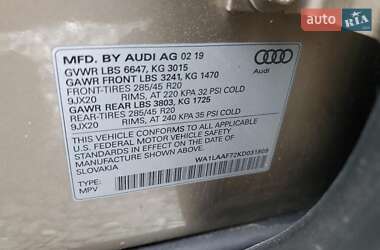 auto RIA
MFD. BY AUDI AG 02 19
GVWR LBS 6647, KG 3015
GAWR FRONT LBS 3241, KG 1470
FRONT-TIRES 285/45 R20
9JX20 RIMS, AT 220 KPA 32 PSI COLD
GAWR REAR LBS 3803, KG 1725
REAR-TIRES 285/45 R20
9JX20 RIMS, AT 240 KPA 35 PSI COLD
Audi
THIS VEHICLE CONFORMS TO ALL APPLICABLE
FEDERAL MOTOR VEHICLE SAFETY
STANDARDS IN EFFECT ON THE DATE OF
MANUFACTURE SHOWN ABOVE.
SLOVAKIA
TYPE: WA1LAAF72KD031809
MPV